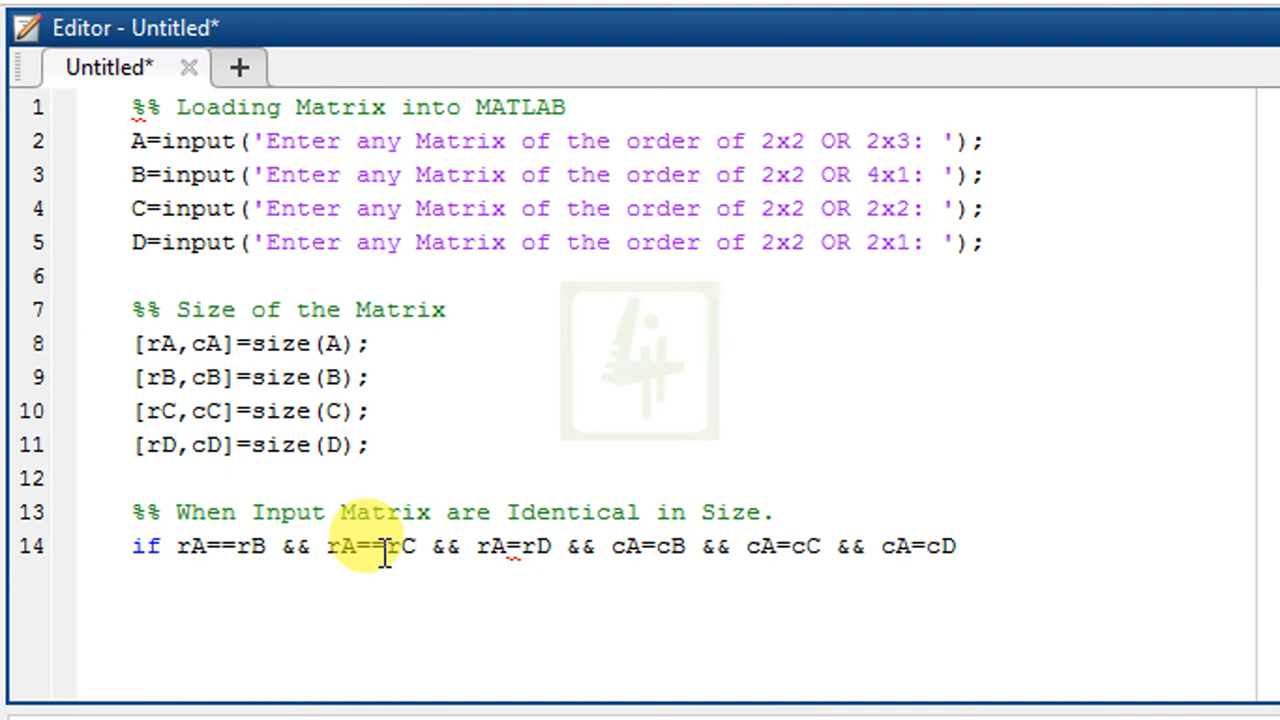 Editor - Untitled*
Untitled* × +
1 %% Loading Matrix into MATLAB
2 A=input('Enter any Matrix of the order of 2x2 OR 2x3: ');
3 B=input('Enter any Matrix of the order of 2x2 OR 4x1: ');
4 C=input('Enter any Matrix of the order of 2x2 OR 2x2: ');
5 D=input('Enter any Matrix of the order of 2x2 OR 2x1: ');
6
7 %% Size of the Matrix
8 [rA,cA]=size(A);
9 [rB,cB]=size(B);
10 [rC,cC]=size(C);
11 [rD,cD]=size(D);
12
13 %% When Input Matrix are Identical in Size.
14 if rA==rB && rA==rC && rA=rD && cA=cB && cA=cC && cA=cD